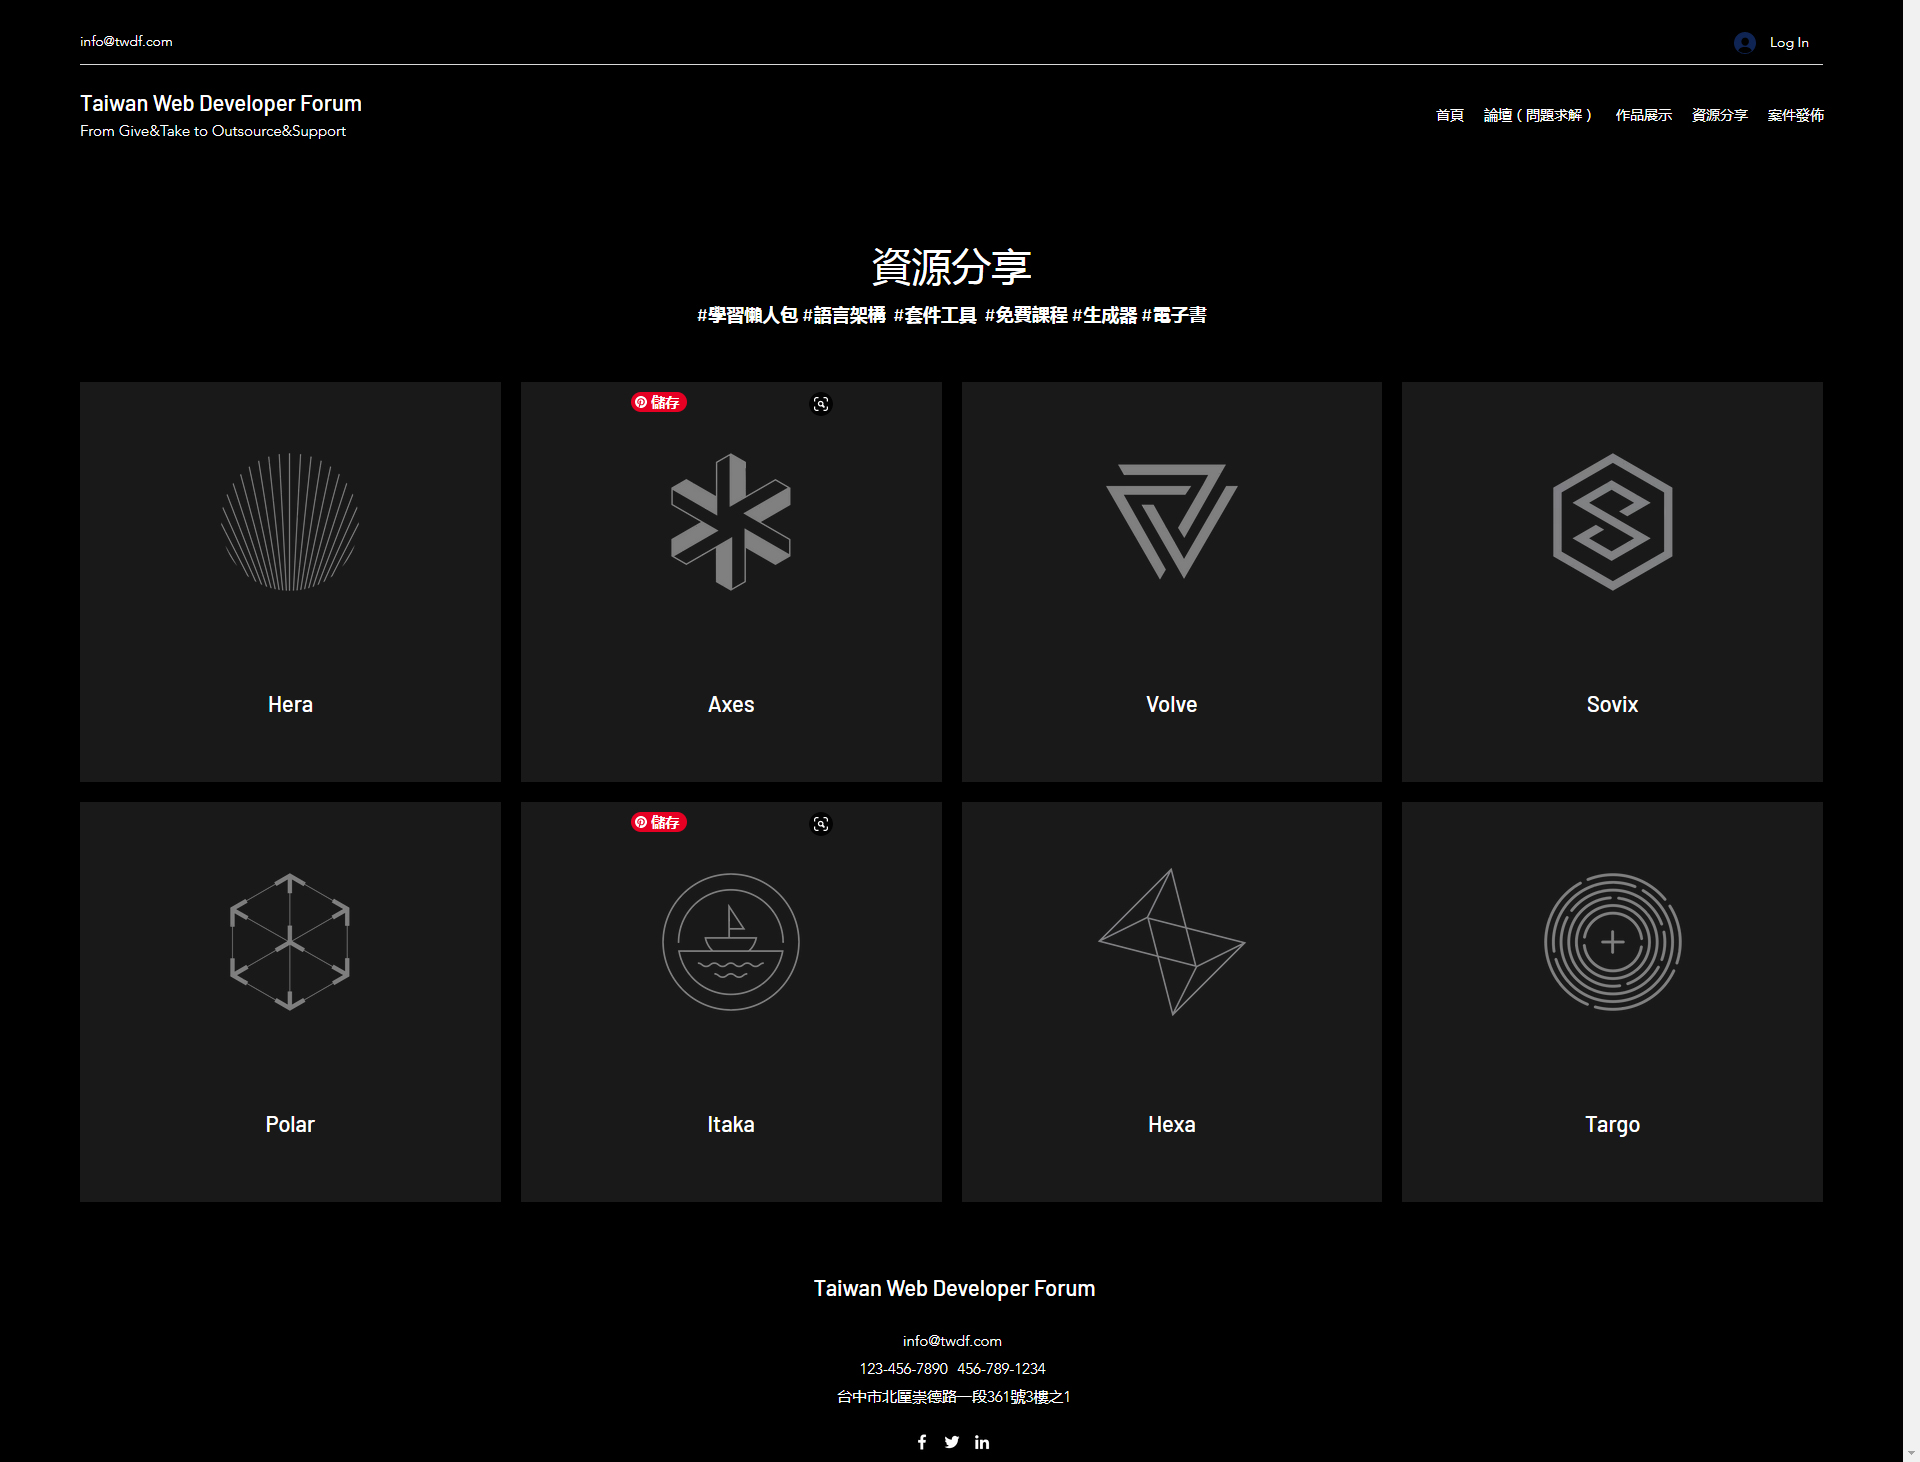 info@twdf.com
Log In
Taiwan Web Developer Forum
From Give&Take to Outsource&Support
首頁 論壇 ( 問題求解 ) 作品展示 資源分享 案件發佈
資源分享
#學習懶人包 #語言架構 #套件工具 #免費課程 #生成器 #電子書
儲存
Hera
Axes
Volve
Sovix
儲存
Polar
Itaka
Hexa
Targo
Taiwan Web Developer Forum
info@twdf.com
123-456-7890 456-789-1234
台中市北屋崇德路一段361號3樓之1